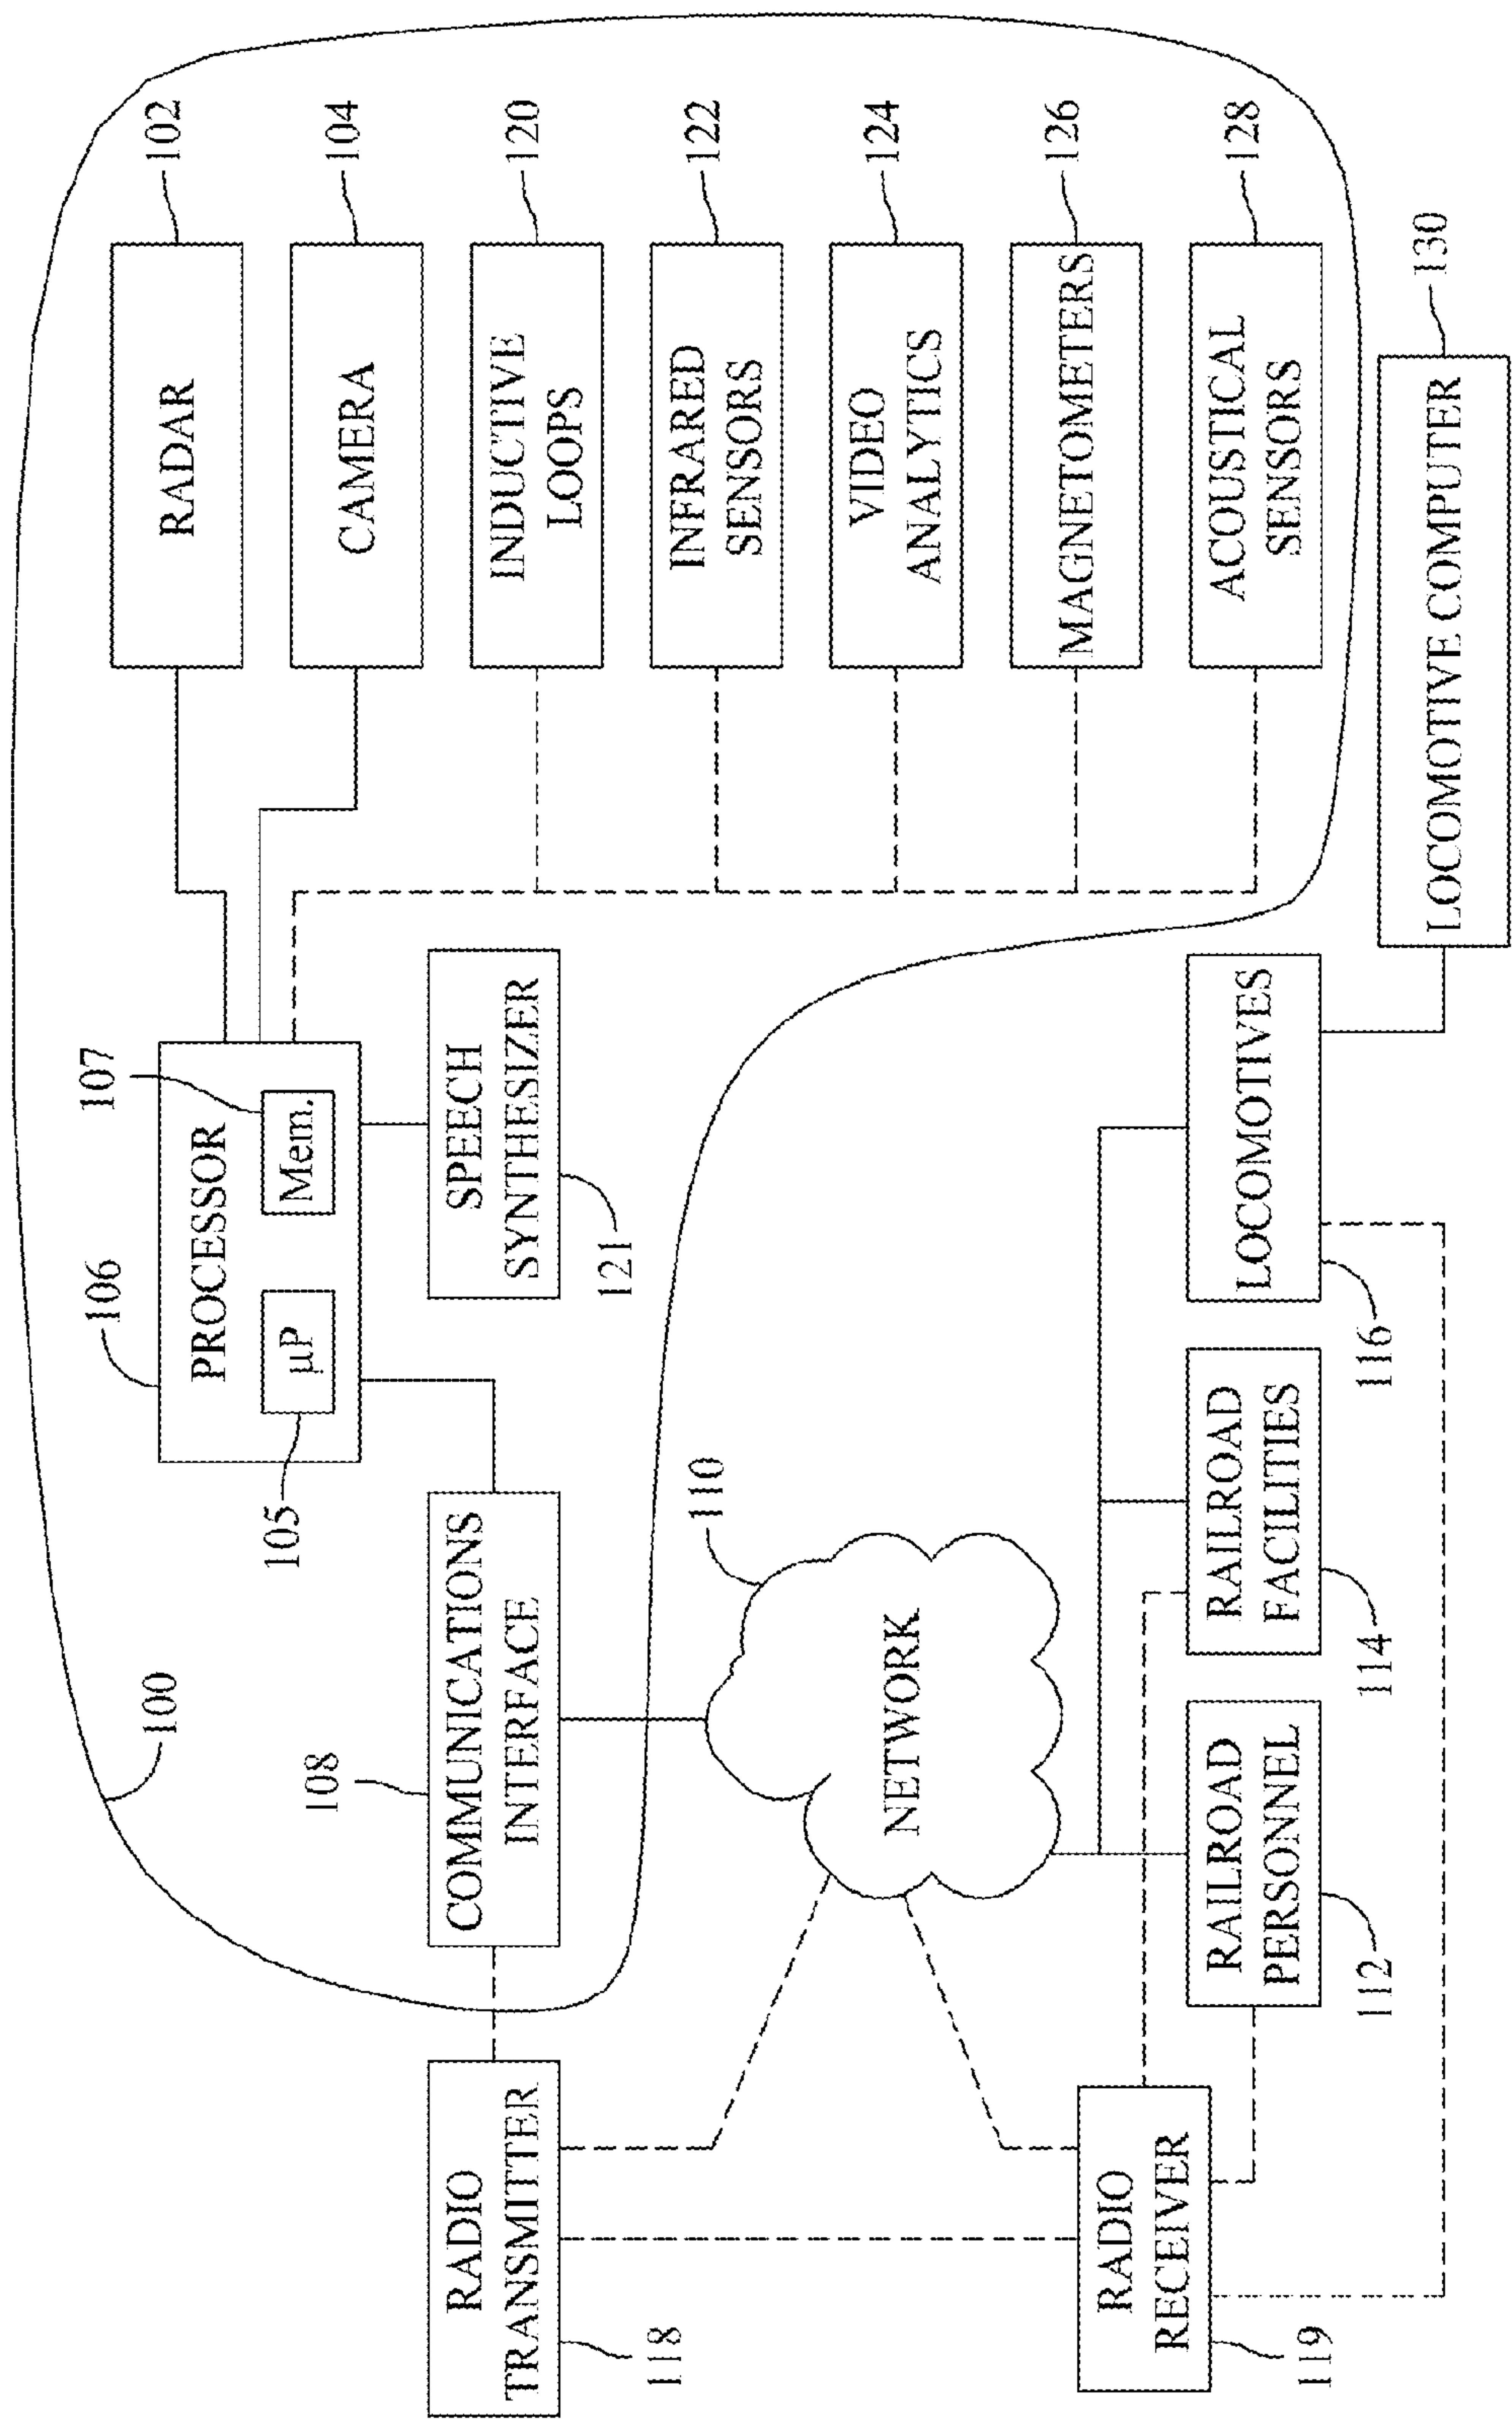 100
106
PROCESSOR
105
µP
107
Mem.
RADAR
102
CAMERA
104
108
COMMUNICATIONS
INTERFACE
SPEECH
SYNTHESIZER
121
INDUCTIVE
LOOPS
120
INFRARED
SENSORS
122
VIDEO
ANALYTICS
124
MAGNETOMETERS
126
ACOUSTICAL
SENSORS
128
RADIO
TRANSMITTER
118
110
NETWORK
RADIO
RECEIVER
119
RAILROAD
PERSONNEL
112
RAILROAD
FACILITIES
114
LOCOMOTIVES
116
LOCOMOTIVE COMPUTER
130